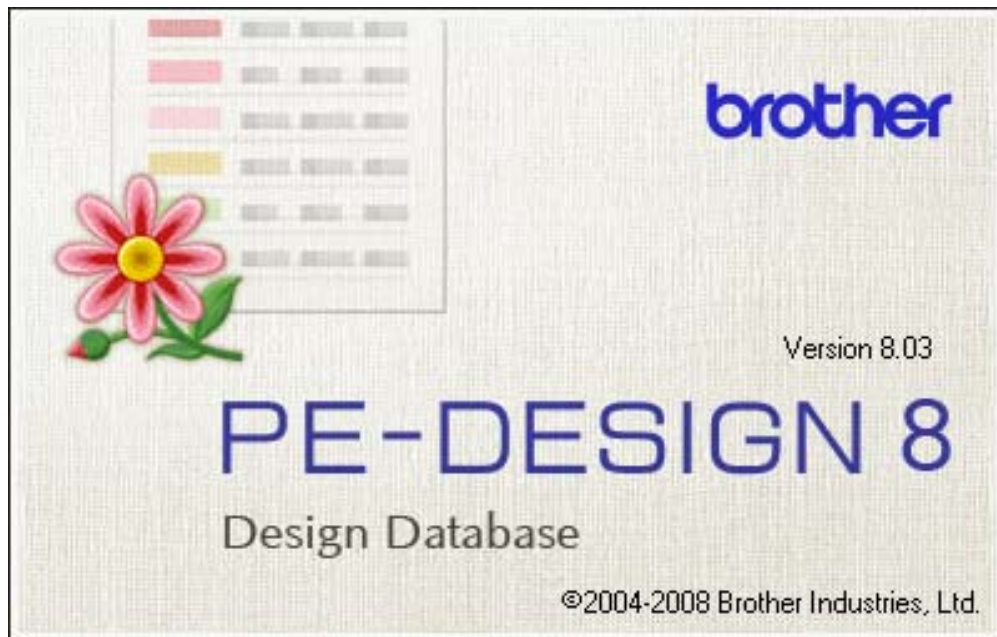 brother
Version 8.03
PE-DESIGN 8
Design Database
©2004-2008 Brother Industries, Ltd.